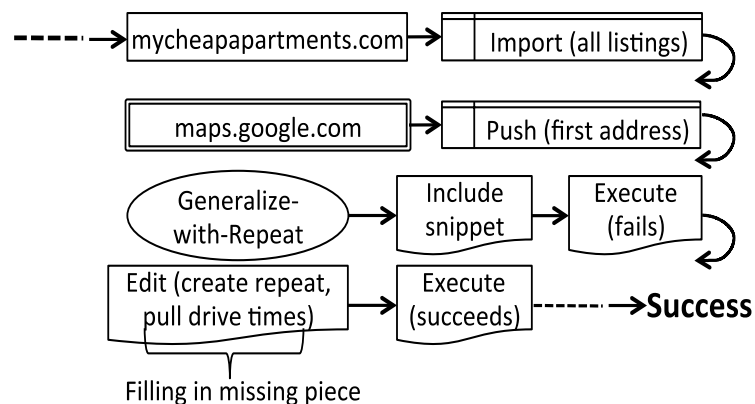 mycheapapartments.com
Import (all listings)
maps.google.com
Push (first address)
Generalize-
with-Repeat
Include
snippet
Execute
(fails)
Edit (create repeat,
pull drive times)
Execute
(succeeds)
Success
Filling in missing piece